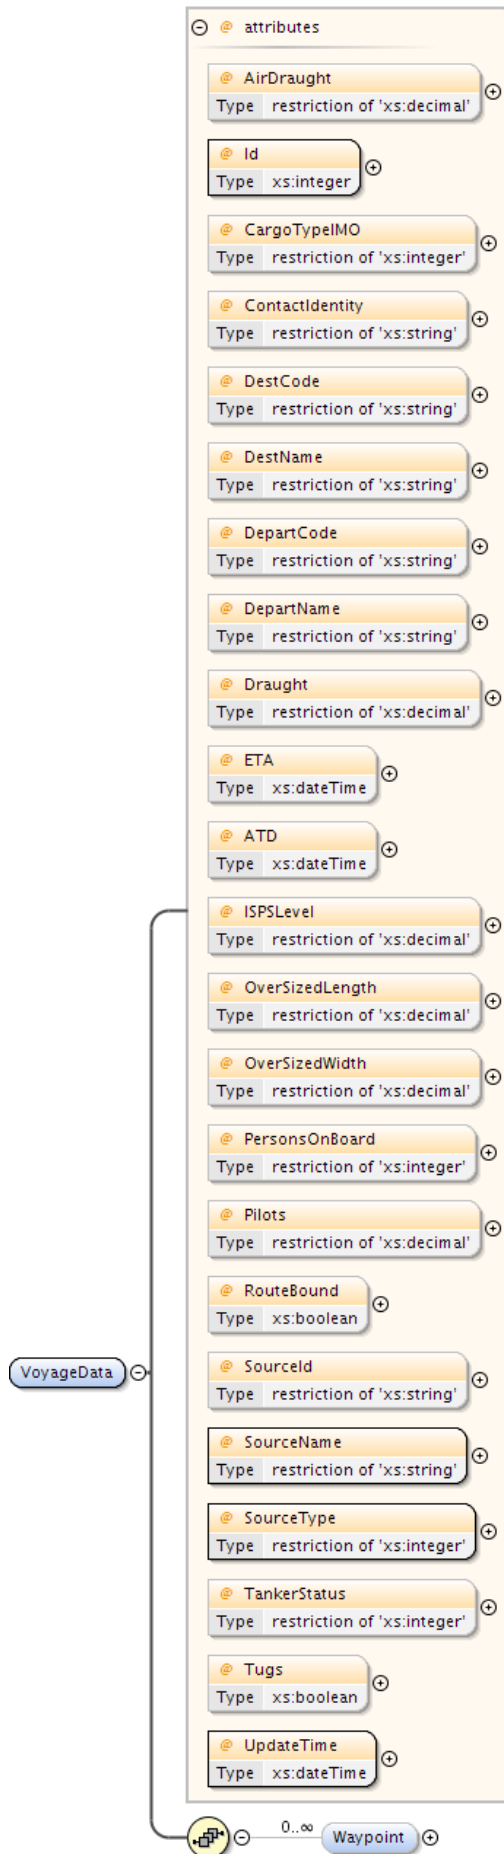 @ attributes
@ AirDraught
Type restriction of 'xs:decimal'
@ Id
Type xs:integer
@ CargoTypeIMO
Type restriction of 'xs:integer'
@ ContactIdentity
Type restriction of 'xs:string'
@ DestCode
Type restriction of 'xs:string'
@ DestName
Type restriction of 'xs:string'
@ DepartCode
Type restriction of 'xs:string'
@ DepartName
Type restriction of 'xs:string'
@ Draught
Type restriction of 'xs:decimal'
@ ETA
Type xs:dateTime
@ ATD
Type xs:dateTime
@ ISPSLevel
Type restriction of 'xs:decimal'
@ OverSizedLength
Type restriction of 'xs:decimal'
@ OverSizedWidth
Type restriction of 'xs:decimal'
@ PersonsOnBoard
Type restriction of 'xs:integer'
@ Pilots
Type restriction of 'xs:decimal'
@ RouteBound
Type xs:boolean
VoyageData
@ SourceId
Type restriction of 'xs:string'
@ SourceName
Type restriction of 'xs:string'
@ SourceType
Type restriction of 'xs:integer'
@ TankerStatus
Type restriction of 'xs:integer'
@ Tugs
Type xs:boolean
@ UpdateTime
Type xs:dateTime
0..∞
Waypoint